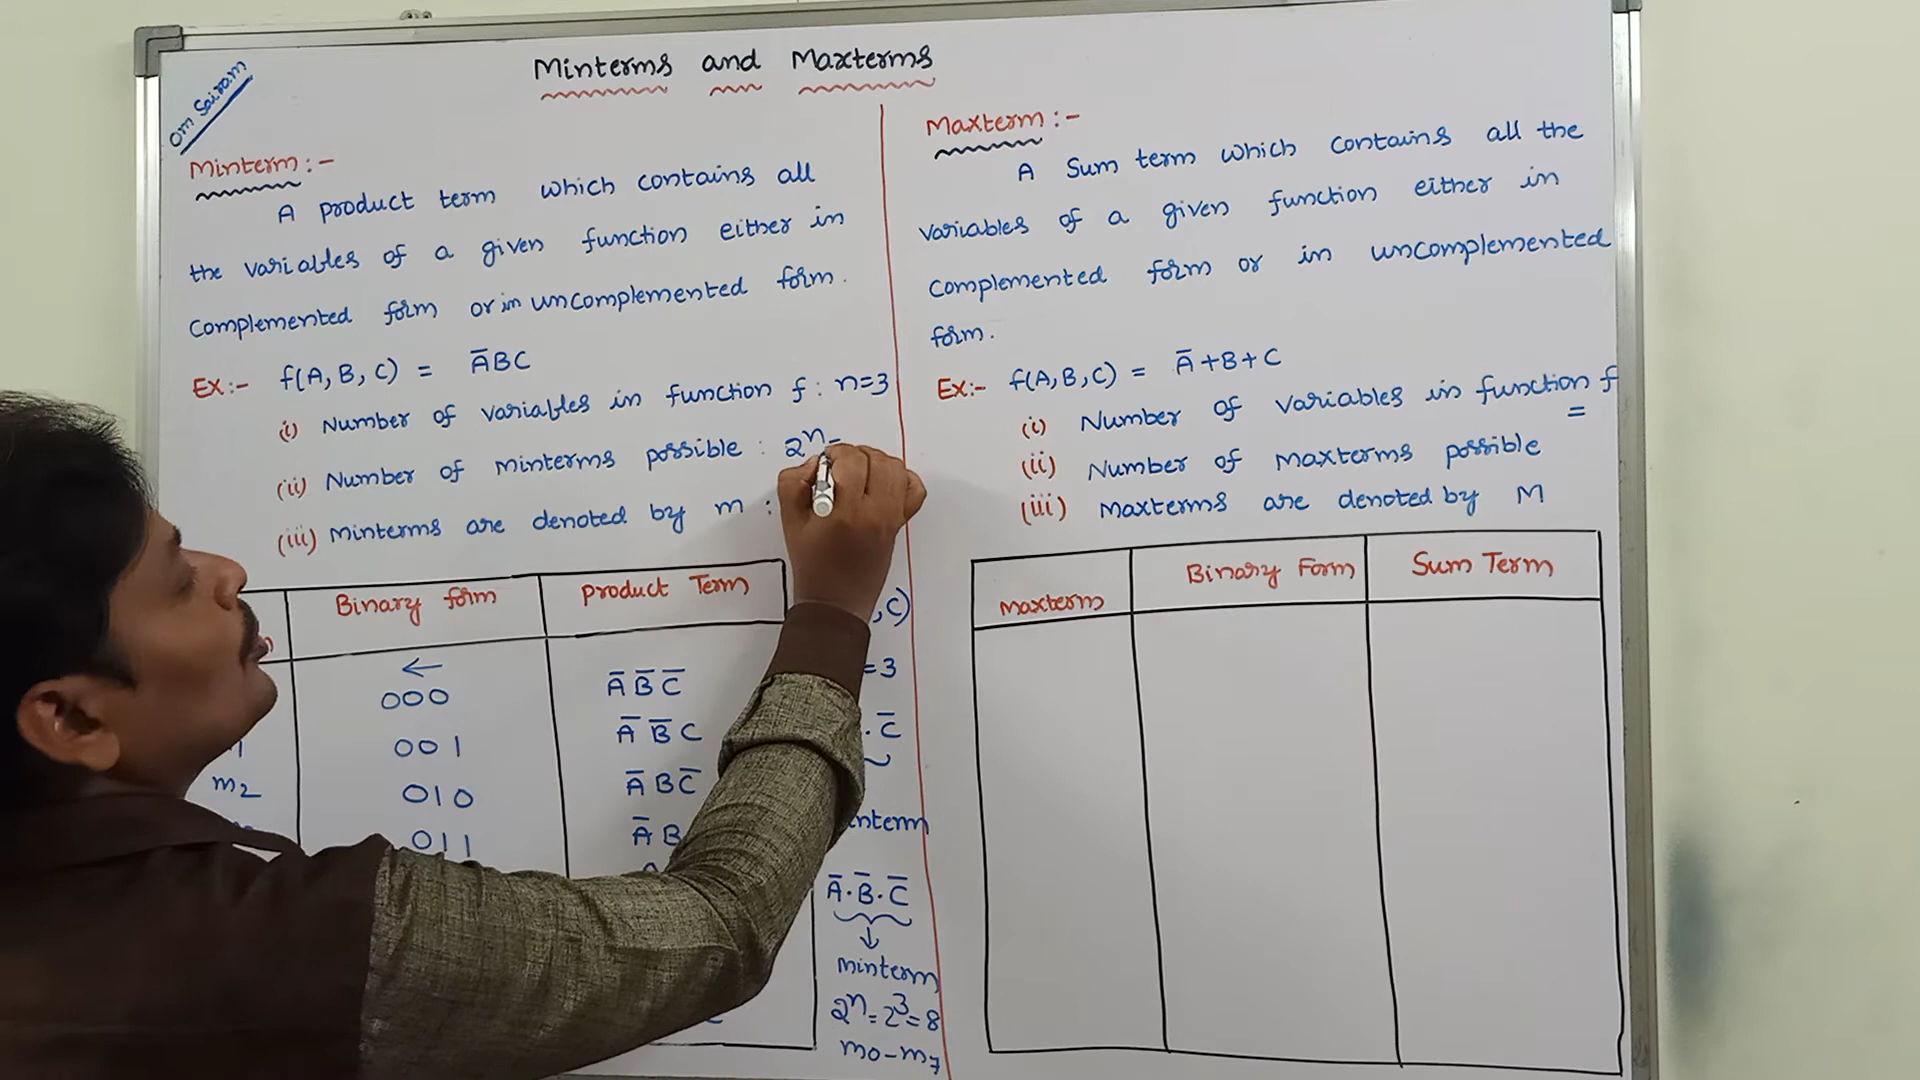 Minterms and Maxterms
Om Sairam
Minterm :-
A product term which contains all
the variables of a given function either in
Complemented form or in uncomplemented form.
Ex:- f(A, B, C) = A̅BC
(i) Number of variables in function f : n=3
(ii) Number of minterms possible : 2ⁿ=
(iii) Minterms are denoted by m :
Binary form Product Term
←
000 A̅ B̅ C̅
001 A̅ B̅ C
m2 010 A̅ B C̅
011 A̅ B
,C)
=3
. C̅
A̅.B̅.C̅
↓
minterm
2ⁿ=2³=8
m0-m7
Maxterm :-
A Sum term which contains all the
variables of a given function either in
Complemented form or in uncomplemented
form.
Ex:- f(A,B,C) = A̅+B+C
(i) Number of variables in function f
=
(ii) Number of maxterms possible
(iii) Maxterms are denoted by M
Maxterm Binary Form Sum Term